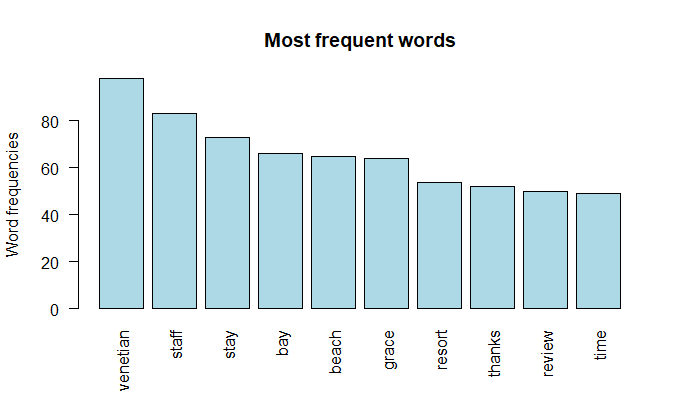 Most frequent words
Word frequencies
80
60
40
20
0
venetian
staff
stay
bay
beach
grace
resort
thanks
review
time